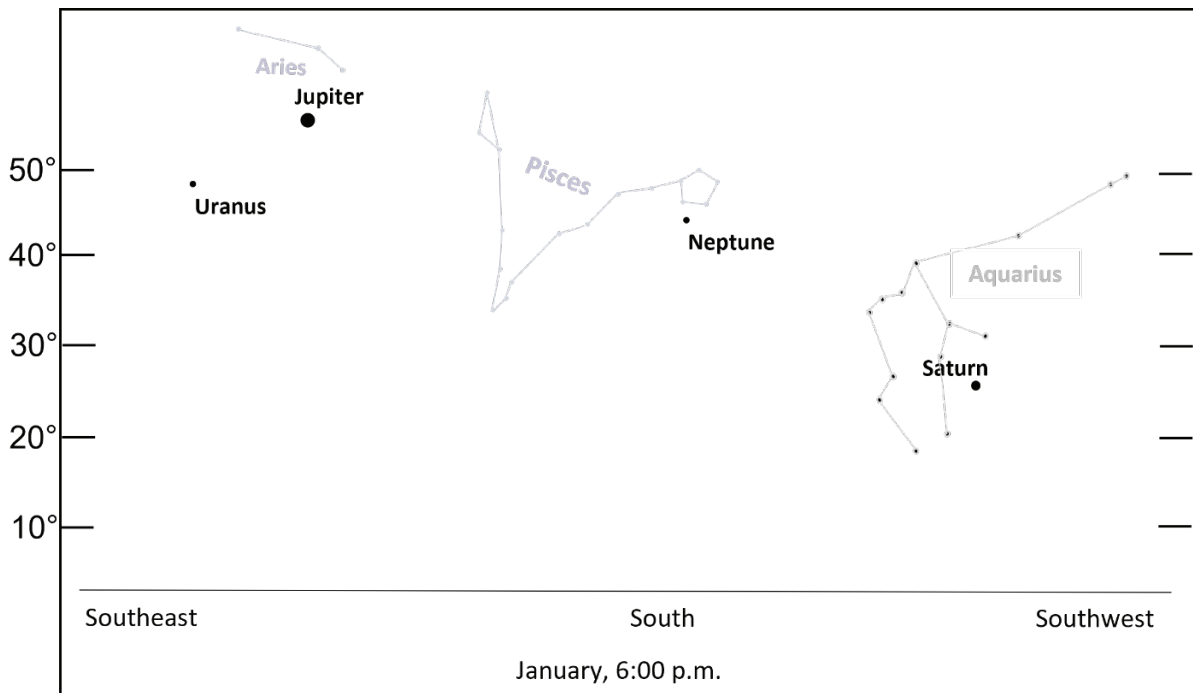 Aries
Jupiter
50°
Pisces
Uranus
Neptune
40°
Aquarius
30°
Saturn
20°
10°
Southeast South Southwest
January, 6:00 p.m.